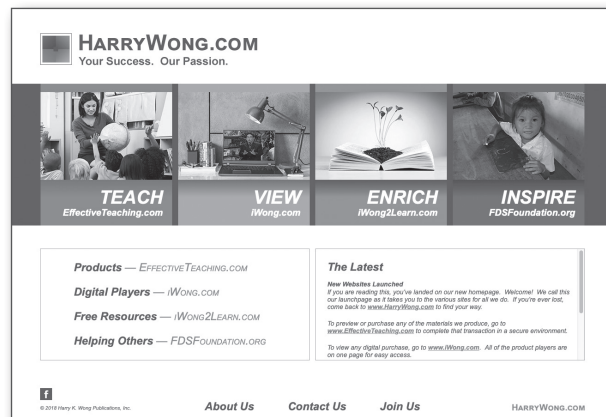 HARRYWONG.COM
Your Success. Our Passion.
TEACH
EffectiveTeaching.com
VIEW
iWong.com
ENRICH
iWong2Learn.com
INSPIRE
FDSFoundation.org
Products — EFFECTIVETEACHING.COM
Digital Players — iWONG.COM
Free Resources — iWONG2LEARN.COM
Helping Others — FDSFOUNDATION.ORG
The Latest
New Websites Launched
If you are reading this, you've landed on our new homepage. Welcome! We call this
our launchpage as it takes you to the various sites for all we do. If you're ever lost,
come back to www.HarryWong.com to find your way.
To preview or purchase any of the materials we produce, go to
www.EffectiveTeaching.com to complete that transaction in a secure environment.
To view any digital purchase, go to www.iWong.com. All of the product players are
on one page for easy access.
f
© 2018 Harry K. Wong Publications, Inc.
About Us
Contact Us
Join Us
HARRYWONG.COM